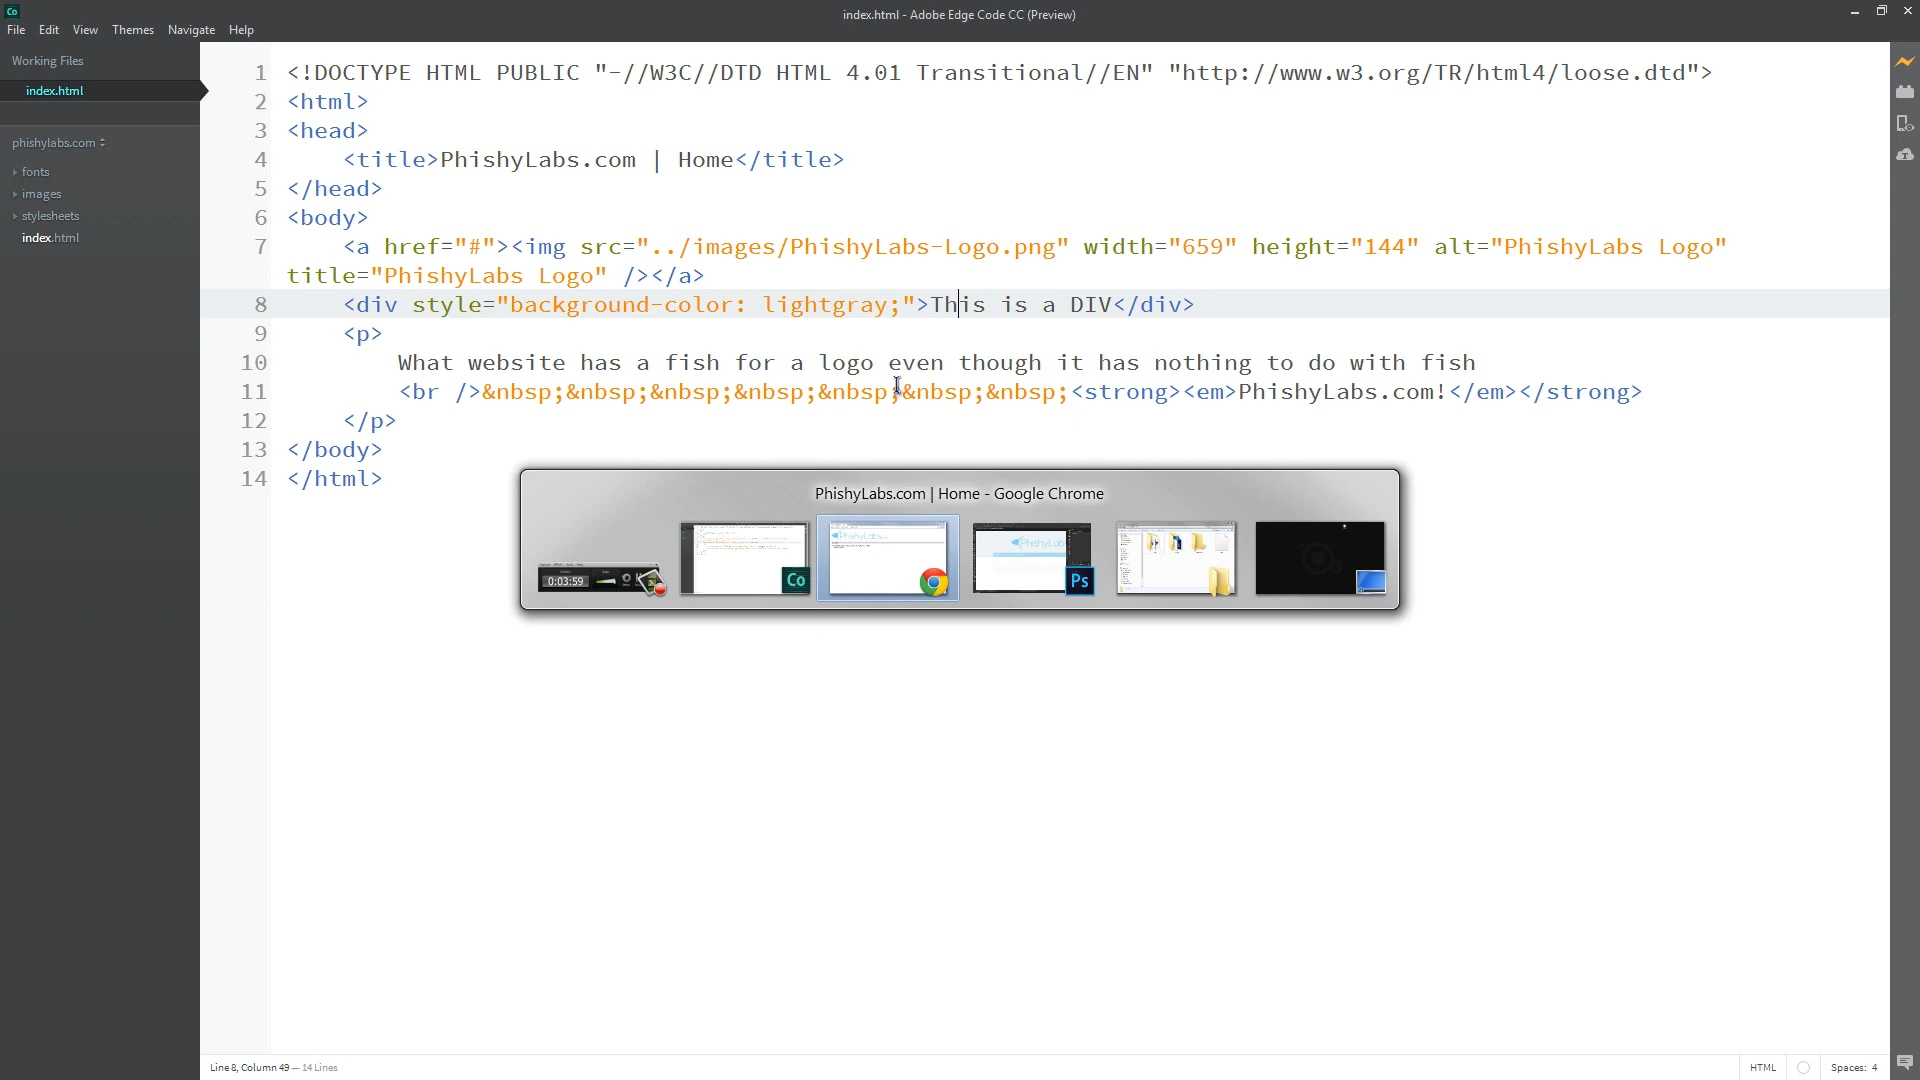 Co
index.html - Adobe Edge Code CC (Preview)
File Edit View Themes Navigate Help
Working Files
index.html
phishylabs.com
fonts
images
stylesheets
index.html
1 <!DOCTYPE HTML PUBLIC "-//W3C//DTD HTML 4.01 Transitional//EN" "http://www.w3.org/TR/html4/loose.dtd">
2 <html>
3 <head>
4 <title>PhishyLabs.com | Home</title>
5 </head>
6 <body>
7 <a href="#"><img src="../images/PhishyLabs-Logo.png" width="659" height="144" alt="PhishyLabs Logo"
title="PhishyLabs Logo" /></a>
8 <div style="background-color: lightgray;">This is a DIV</div>
9 <p>
10 What website has a fish for a logo even though it has nothing to do with fish
11 <br />&nbsp;&nbsp;&nbsp;&nbsp;&nbsp;&nbsp;&nbsp;<strong><em>PhishyLabs.com!</em></strong>
12 </p>
13 </body>
14 </html>
PhishyLabs.com | Home - Google Chrome
0:03:59
Co
PhishyLabs
PhishyLabs
Ps
Line 8, Column 49 — 14 Lines
HTML
Spaces: 4